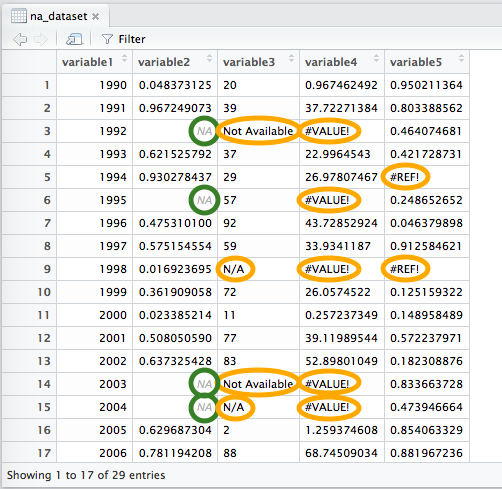 na_dataset ×
Filter
variable1 variable2 variable3 variable4 variable5
1 1990 0.048373125 20 0.967462492 0.950211364
2 1991 0.967249073 39 37.72271384 0.803388562
3 1992 NA Not Available #VALUE! 0.464074681
4 1993 0.621525792 37 22.9964543 0.421728731
5 1994 0.930278437 29 26.97807467 #REF!
6 1995 NA 57 #VALUE! 0.248652652
7 1996 0.475310100 92 43.72852924 0.046379898
8 1997 0.575154554 59 33.9341187 0.912584621
9 1998 0.016923695 N/A #VALUE! #REF!
10 1999 0.361909058 72 26.0574522 0.125159322
11 2000 0.023385214 11 0.257237349 0.148958489
12 2001 0.508050590 77 39.11989544 0.572237971
13 2002 0.637325428 83 52.89801049 0.182308876
14 2003 NA Not Available #VALUE! 0.833663728
15 2004 NA N/A #VALUE! 0.473946664
16 2005 0.629687304 2 1.259374608 0.854063329
17 2006 0.781194208 88 68.74509034 0.881967236
Showing 1 to 17 of 29 entries